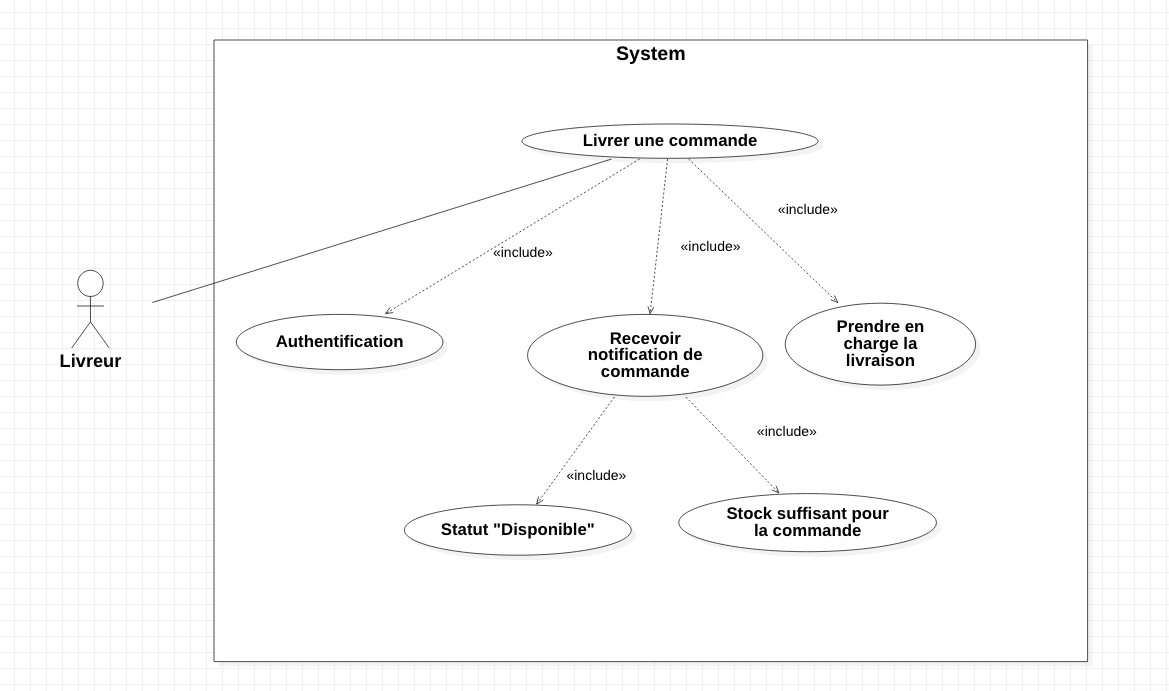 System
Livrer une commande
«include»
«include»
«include»
Livreur
Authentification
Recevoir
notification de
commande
Prendre en
charge la
livraison
«include»
«include»
Statut "Disponible"
Stock suffisant pour
la commande